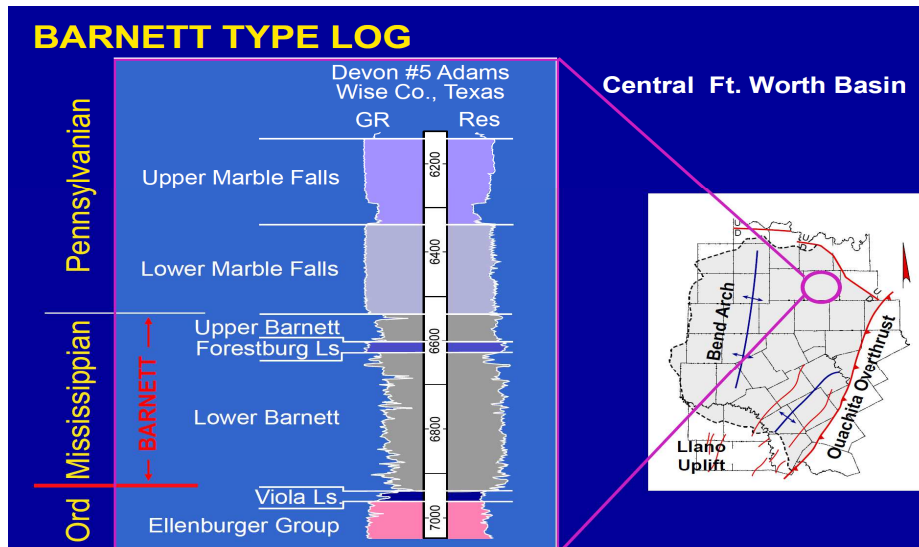 BARNETT TYPE LOG
Devon #5 Adams
Wise Co., Texas
GR
Res
Central Ft. Worth Basin
Pennsylvanian
Mississippian
Ord
← BARNETT →
Upper Marble Falls
Lower Marble Falls
Upper Barnett
Forestburg Ls.
Lower Barnett
Viola Ls.
Ellenburger Group
6200
6400
6600
6800
7000
U
D
U
D
U
D
Bend Arch
Ouachita Overthrust
Llano
Uplift